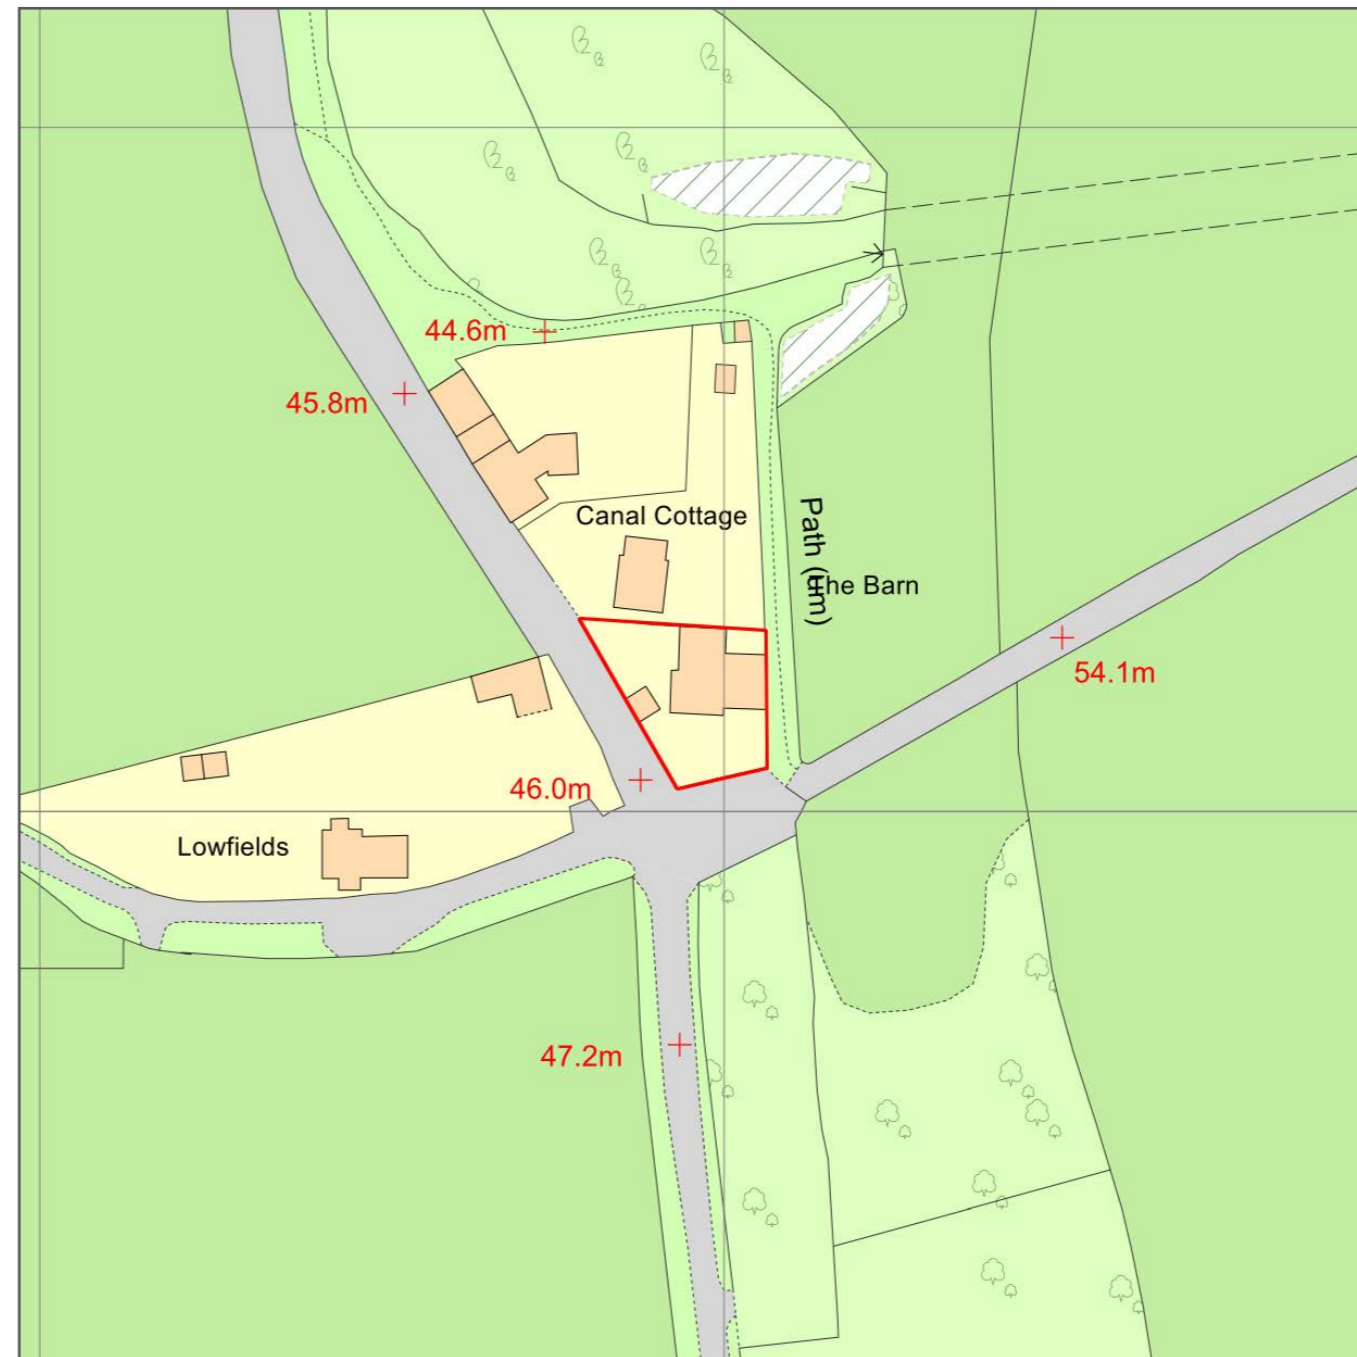 44.6m
45.8m
Canal Cottage
Path (um)
The Barn
54.1m
46.0m
Lowfields
47.2m